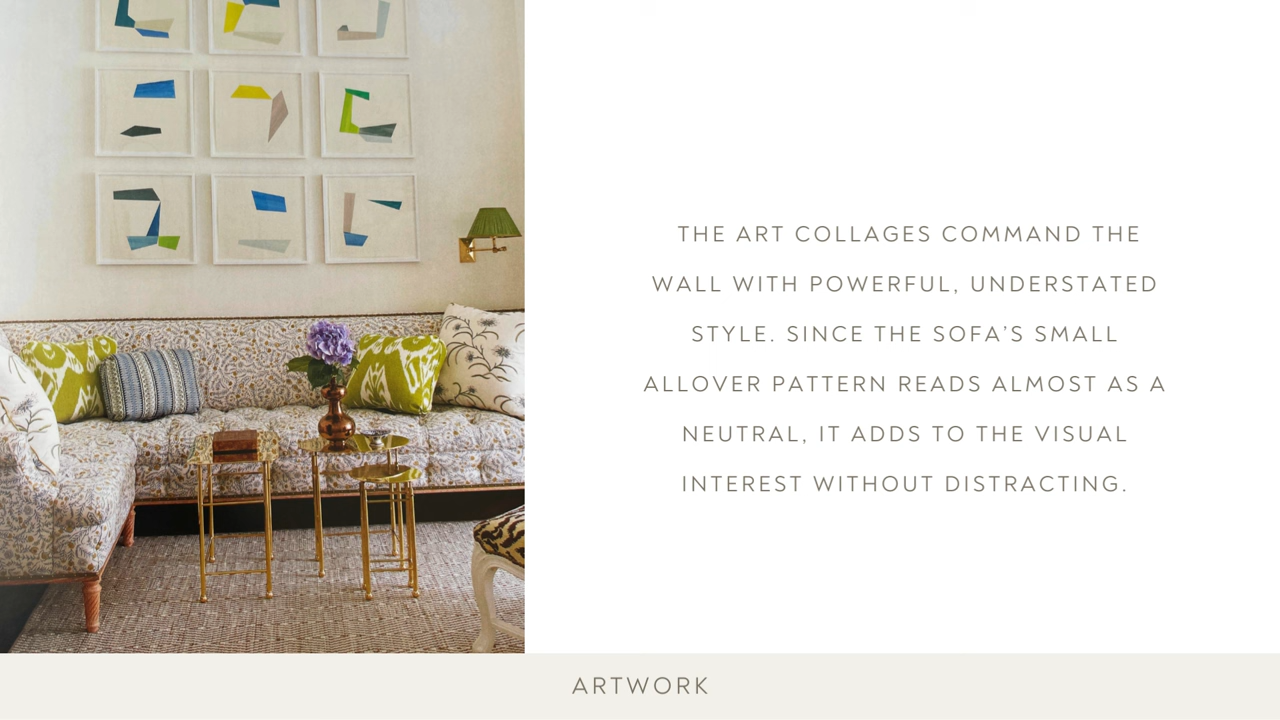 THE ART COLLAGES COMMAND THE
WALL WITH POWERFUL, UNDERSTATED
STYLE. SINCE THE SOFA’S SMALL
ALLOVER PATTERN READS ALMOST AS A
NEUTRAL, IT ADDS TO THE VISUAL
INTEREST WITHOUT DISTRACTING.
ARTWORK